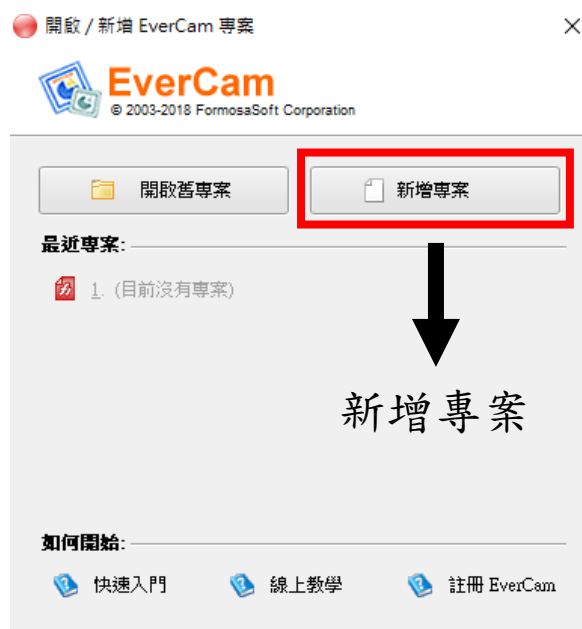 開啟 / 新增 EverCam 專案
EverCam
© 2003-2018 FormosaSoft Corporation
開啟舊專案
新增專案
最近專案:
1. (目前沒有專案)
新增專案
如何開始:
快速入門
線上教學
註冊 EverCam